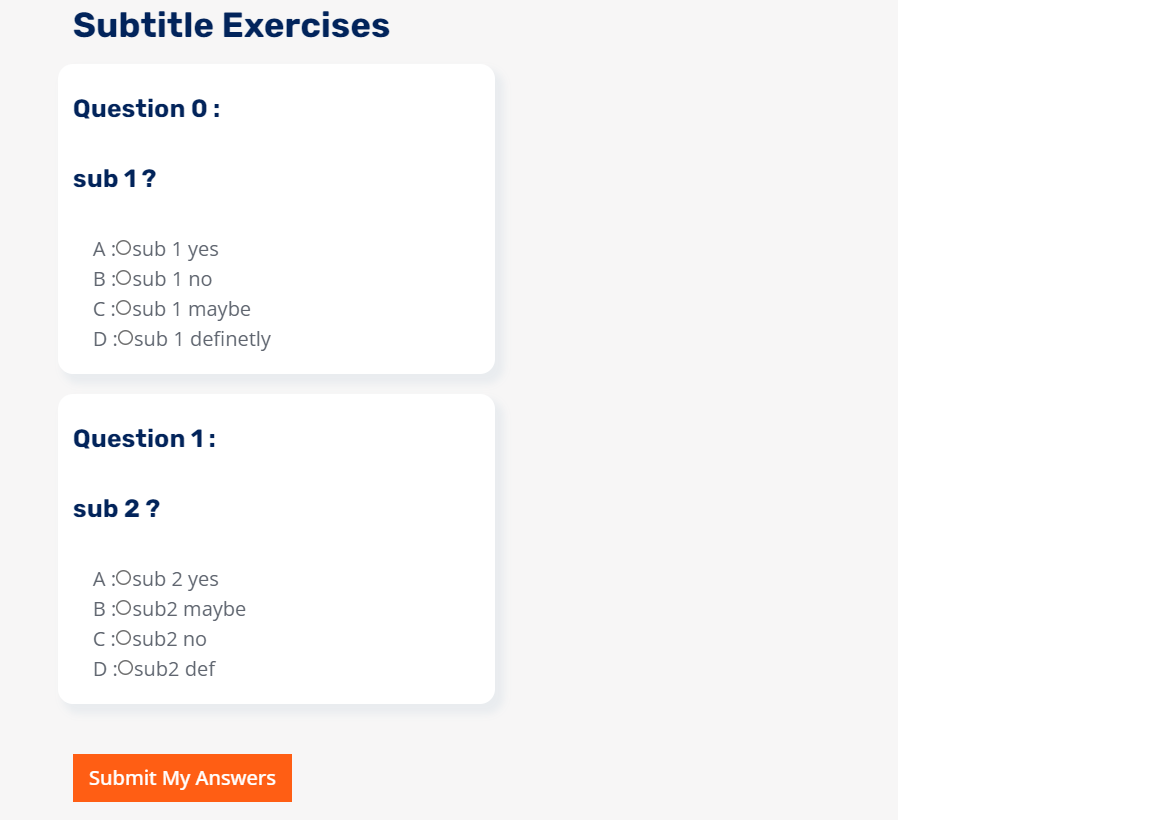 Subtitle Exercises
Question 0 :
sub 1 ?
A :sub 1 yes
B :sub 1 no
C :sub 1 maybe
D :sub 1 definetly
Question 1 :
sub 2 ?
A :sub 2 yes
B :sub2 maybe
C :sub2 no
D :sub2 def
Submit My Answers